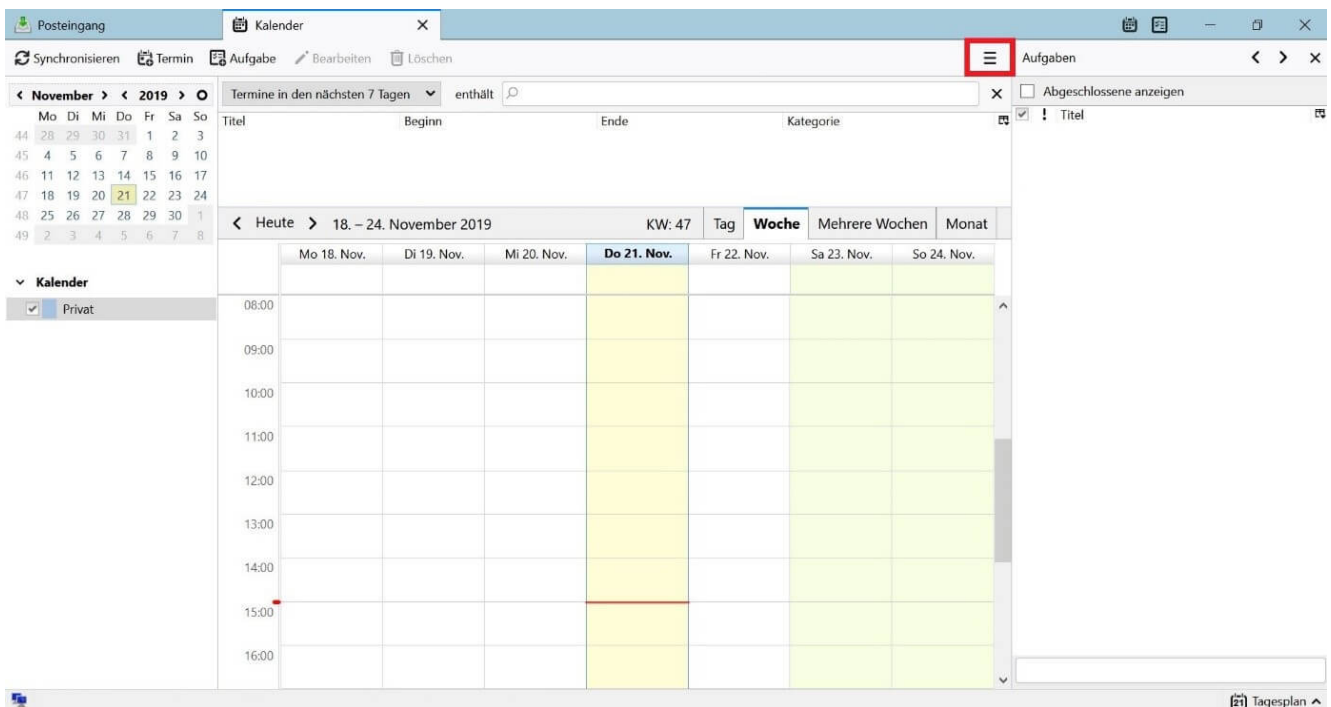 Posteingang Kalender
Synchronisieren Termin Aufgabe Bearbeiten Löschen Aufgaben
November 2019
Mo Di Mi Do Fr Sa So
44 28 29 30 31 1 2 3
45 4 5 6 7 8 9 10
46 11 12 13 14 15 16 17
47 18 19 20 21 22 23 24
48 25 26 27 28 29 30 1
49 2 3 4 5 6 7 8
Kalender
Privat
Termine in den nächsten 7 Tagen enthält
Titel Beginn Ende Kategorie
Heute 18. – 24. November 2019 KW: 47 Tag Woche Mehrere Wochen Monat
Mo 18. Nov. Di 19. Nov. Mi 20. Nov. Do 21. Nov. Fr 22. Nov. Sa 23. Nov. So 24. Nov.
08:00
09:00
10:00
11:00
12:00
13:00
14:00
15:00
16:00
Abgeschlossene anzeigen
! Titel
21 Tagesplan